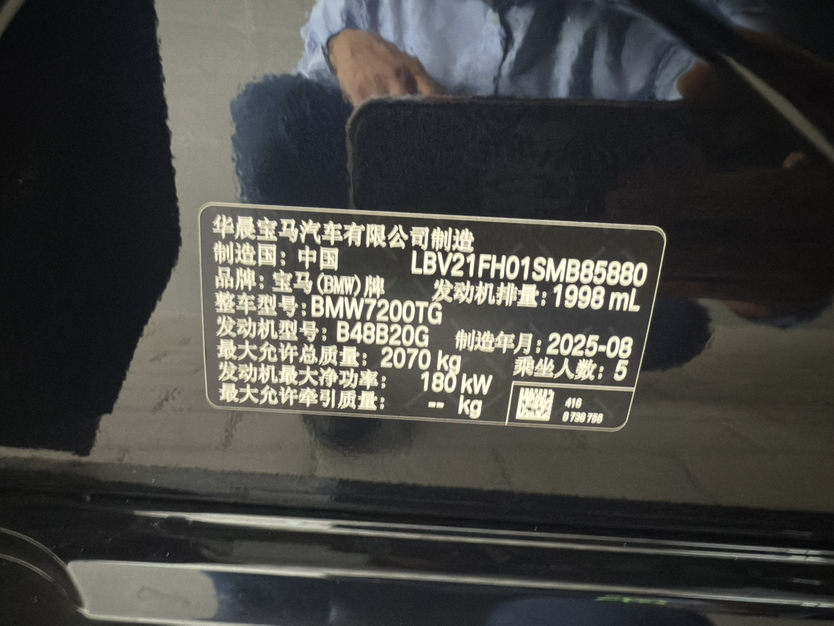 华晨宝马汽车有限公司制造
制造国：中国 LBV21FH01SMB85880
品牌：宝马(BMW)牌 发动机排量：1998 mL
整车型号：BMW7200TG
发动机型号：B48B20G 制造年月：2025-08
最大允许总质量：2070 kg 乘坐人数：5
发动机最大净功率：180 kW
最大允许牵引质量：-- kg
416
8738750